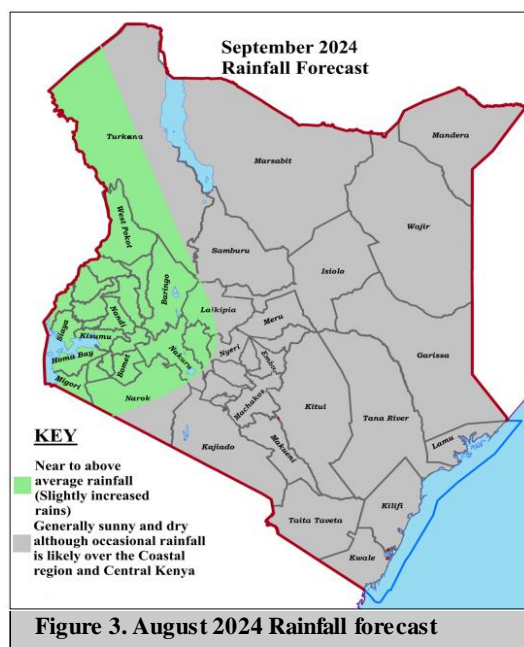 September 2024
Rainfall Forecast
Turkana
Marsabit
Mandera
Wajir
West Pokot
Samburu
Isiolo
Baringo
Laikipia
Meru
Nandi
Siaya
Kisumu
Nyeri
Embu
Garissa
Homa Bay
Nakuru
Bomet
Migori
Narok
Machakos
Kitui
Tana River
Makueni
Lamu
Kajiado
Kilifi
Taita Taveta
Kwale
KEY
Near to above
average rainfall
(Slightly increased
rains)
Generally sunny and dry
although occasional rainfall
is likely over the Coastal
region and Central Kenya
Figure 3. August 2024 Rainfall forecast